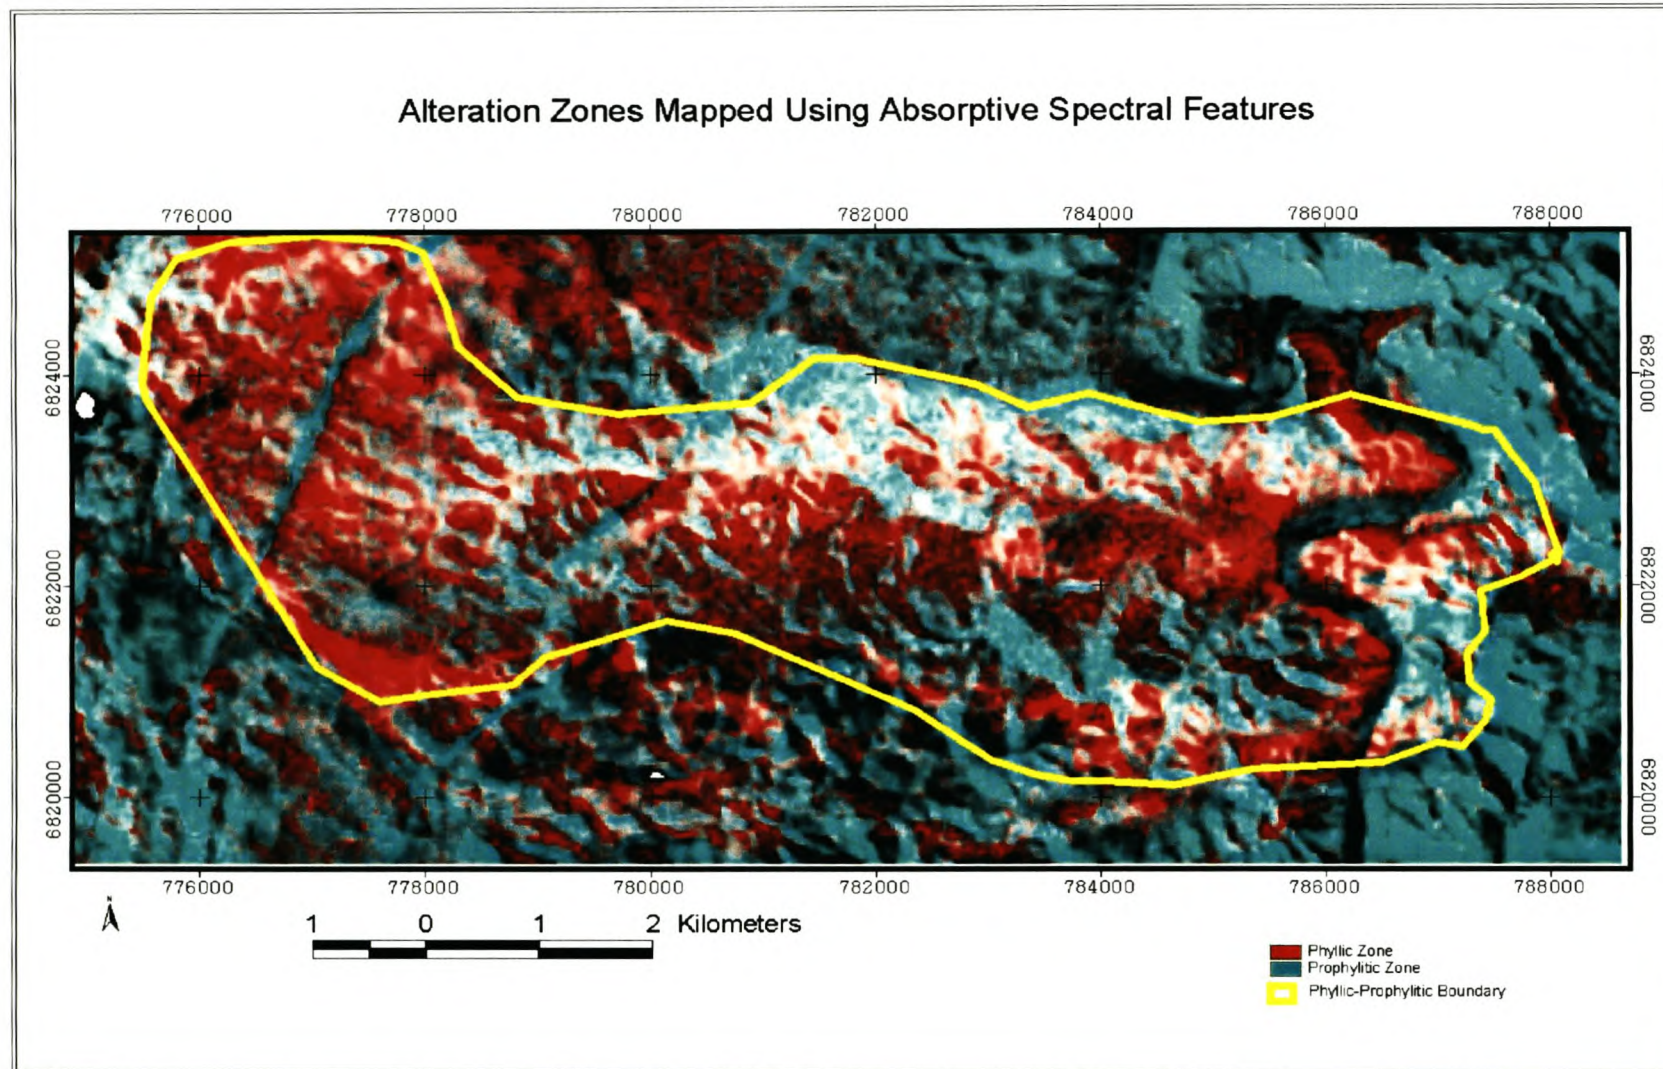 Alteration Zones Mapped Using Absorptive Spectral Features
776000 778000 780000 782000 784000 786000 788000
6824000 6824000
6822000 6822000
6820000 6820000
776000 778000 780000 782000 784000 786000 788000
N
1 0 1 2 Kilometers
Phyllic Zone
Prophylitic Zone
Phyllic-Prophylitic Boundary